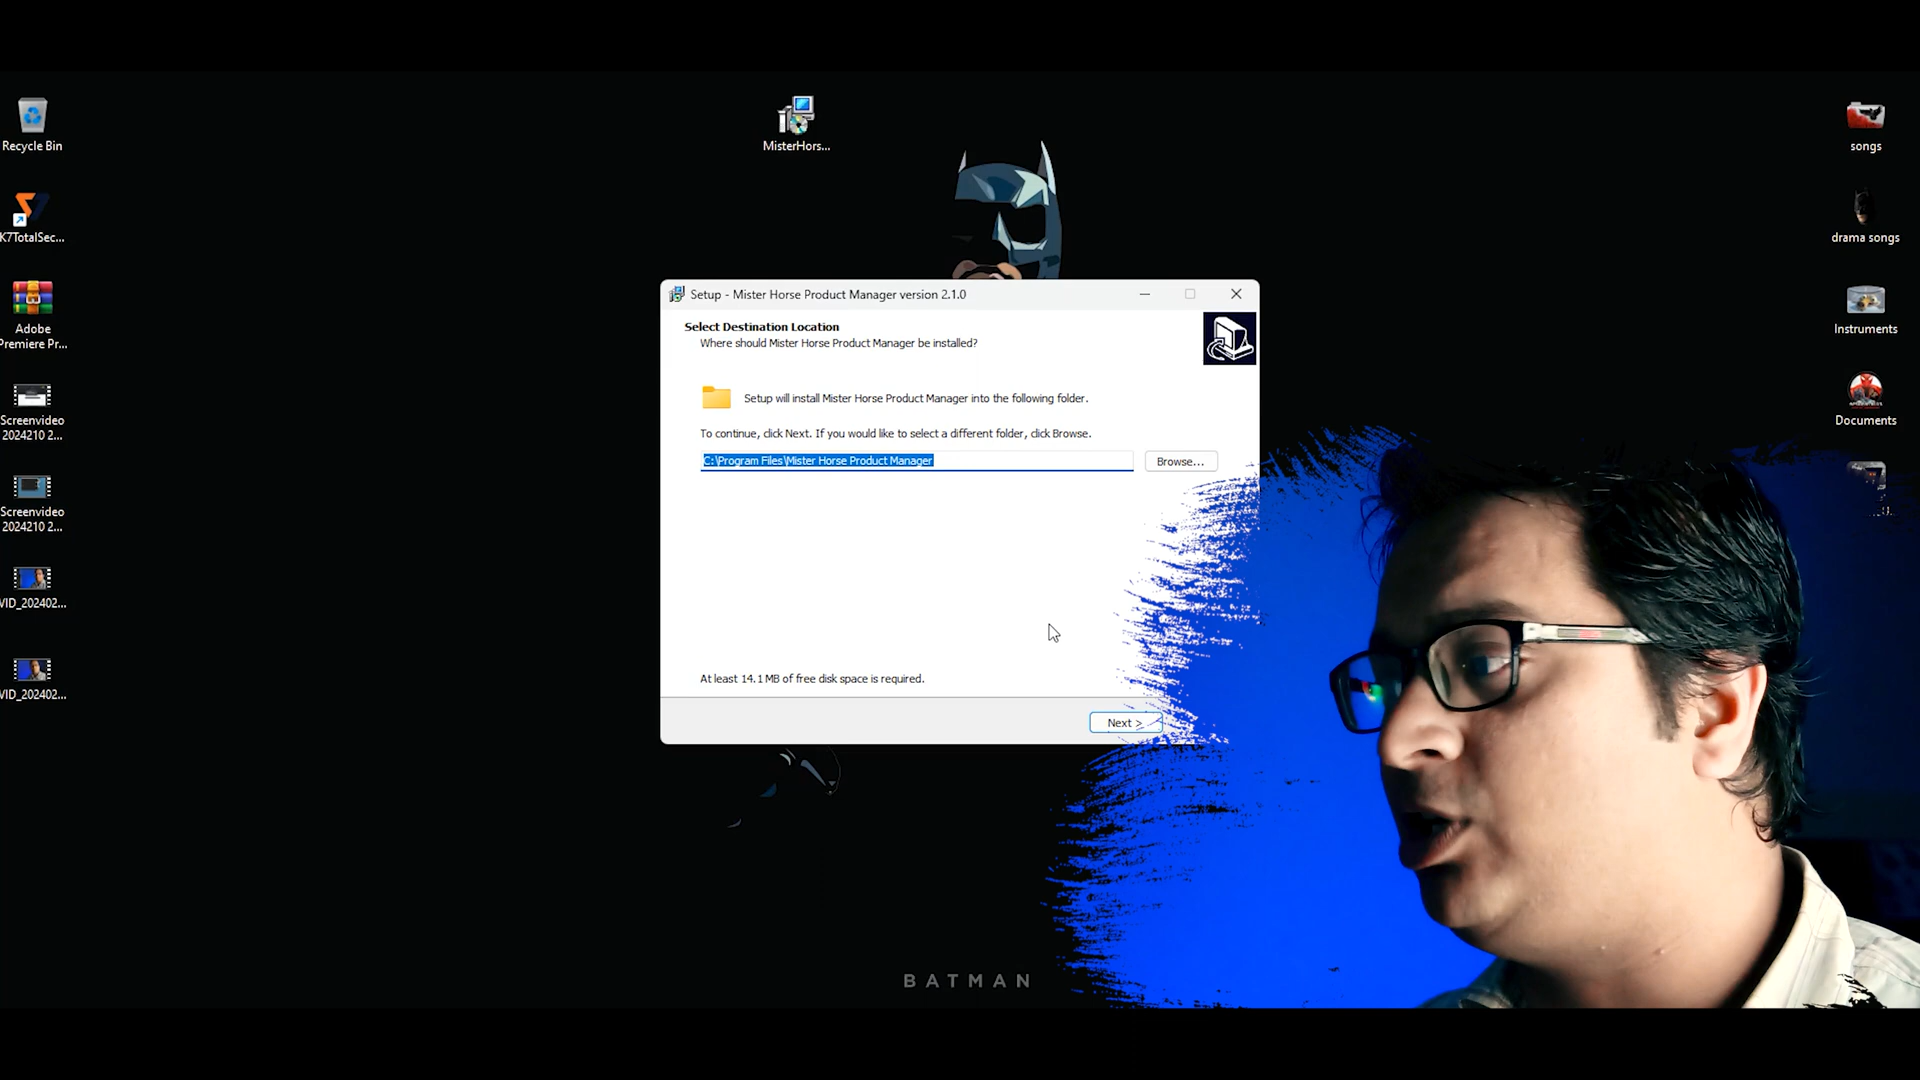 Recycle Bin
MisterHors...
songs
K7TotalSec...
drama songs
Setup - Mister Horse Product Manager version 2.1.0
Select Destination Location
Where should Mister Horse Product Manager be installed?
Adobe
Premiere Pr...
Instruments
Setup will install Mister Horse Product Manager into the following folder.
Screenvideo
2024210 2...
Documents
To continue, click Next. If you would like to select a different folder, click Browse.
C:\Program Files\Mister Horse Product Manager
Browse...
Screenvideo
2024210 2...
VID_202402...
At least 14.1 MB of free disk space is required.
VID_202402...
Next >
BATMAN